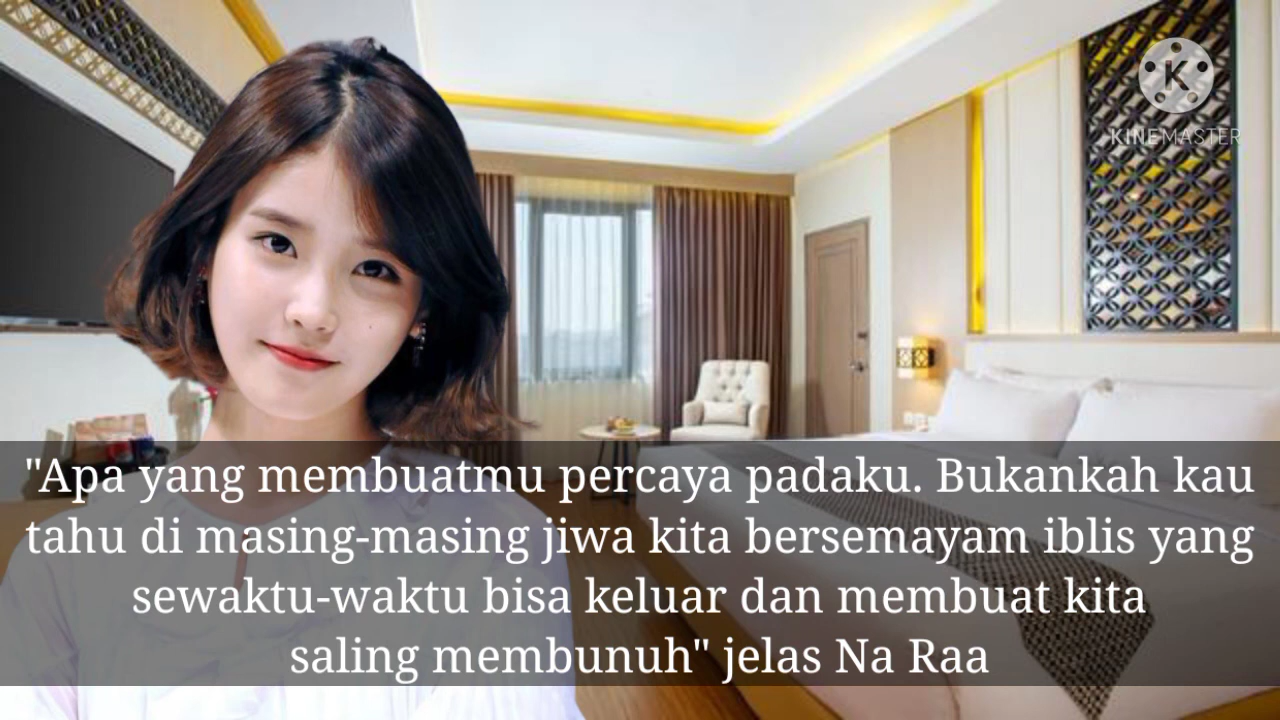 K
KINEMASTER
"Apa yang membuatmu percaya padaku. Bukankah kau
tahu di masing-masing jiwa kita bersemayam iblis yang
sewaktu-waktu bisa keluar dan membuat kita
saling membunuh" jelas Na Raa